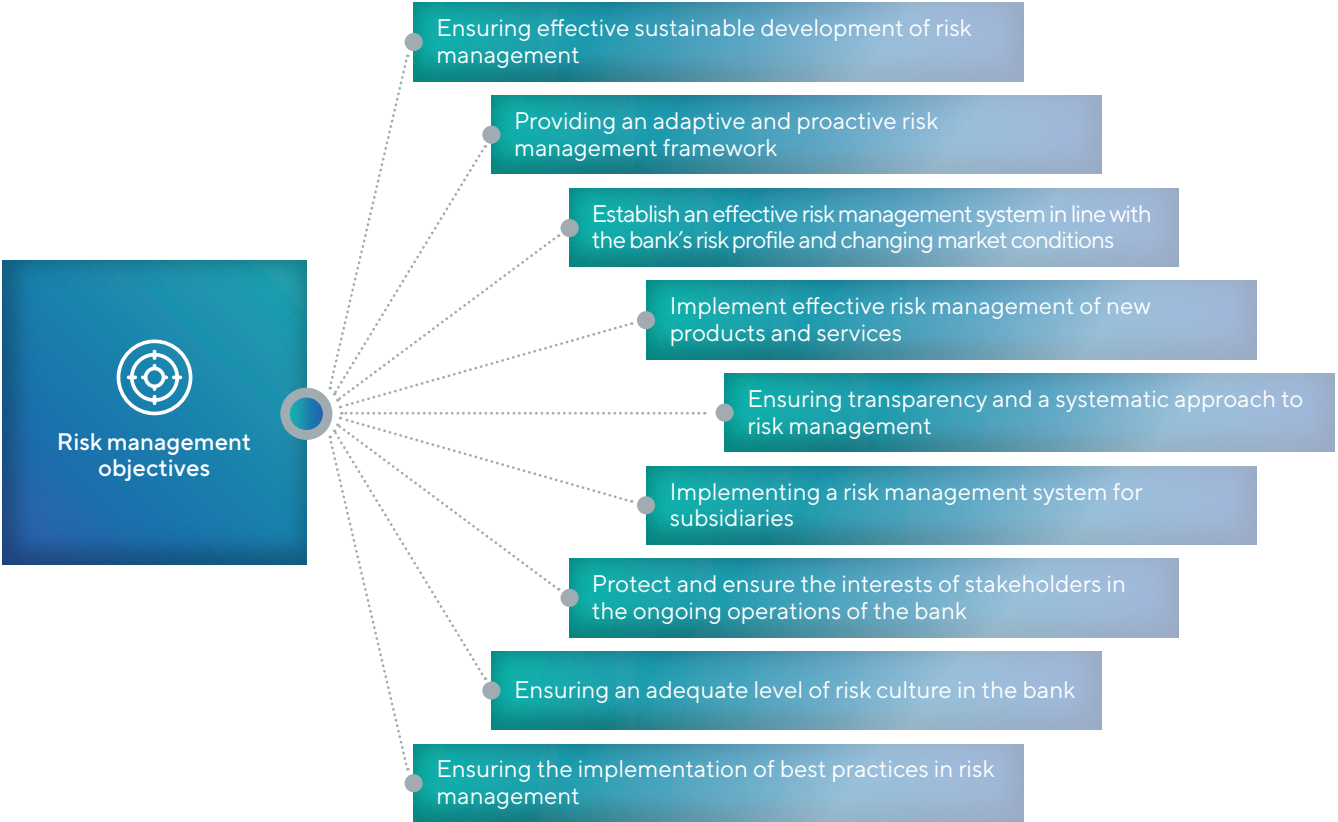 Ensuring effective sustainable development of risk
management
Providing an adaptive and proactive risk
management framework
Establish an effective risk management system in line with
the bank's risk profile and changing market conditions
Implement effective risk management of new
products and services
Ensuring transparency and a systematic approach to
risk management
Risk management
objectives
Implementing a risk management system for
subsidiaries
Protect and ensure the interests of stakeholders in
the ongoing operations of the bank
Ensuring an adequate level of risk culture in the bank
Ensuring the implementation of best practices in risk
management